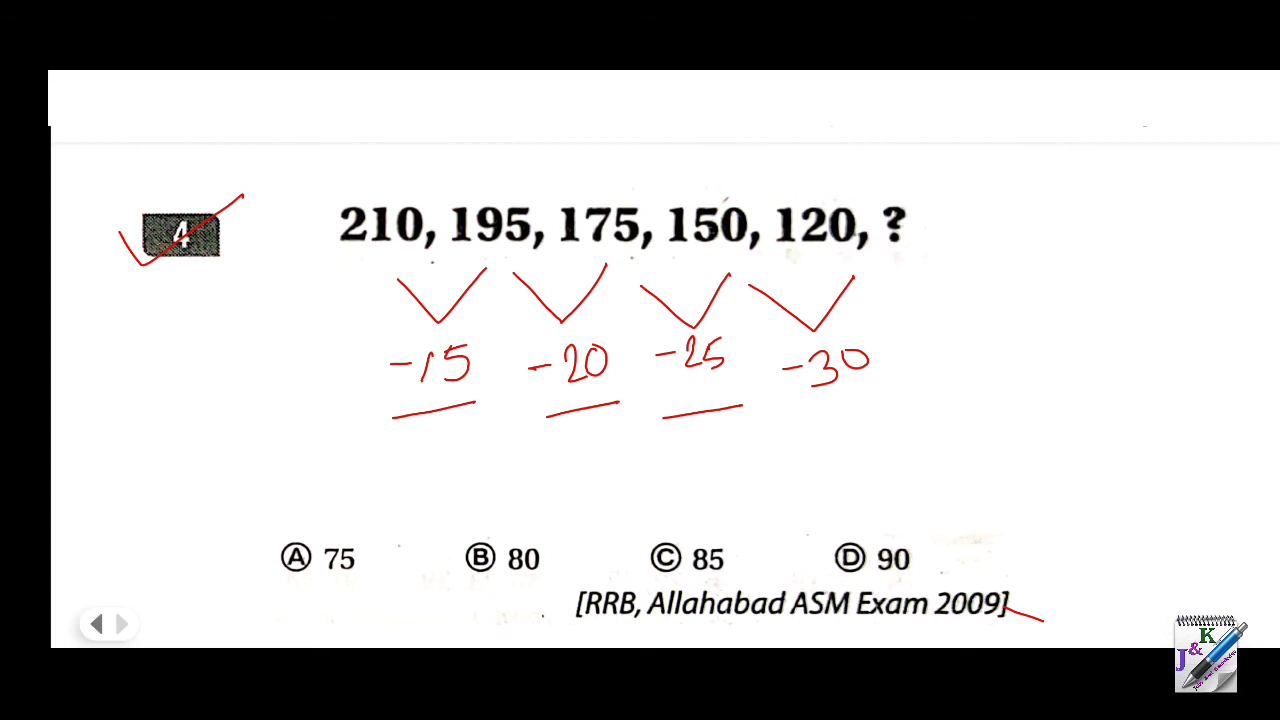 4
210, 195, 175, 150, 120, ?
-15 -20 -25 -30
Ⓐ 75 Ⓑ 80 Ⓒ 85 Ⓓ 90
[RRB, Allahabad ASM Exam 2009]
J&K